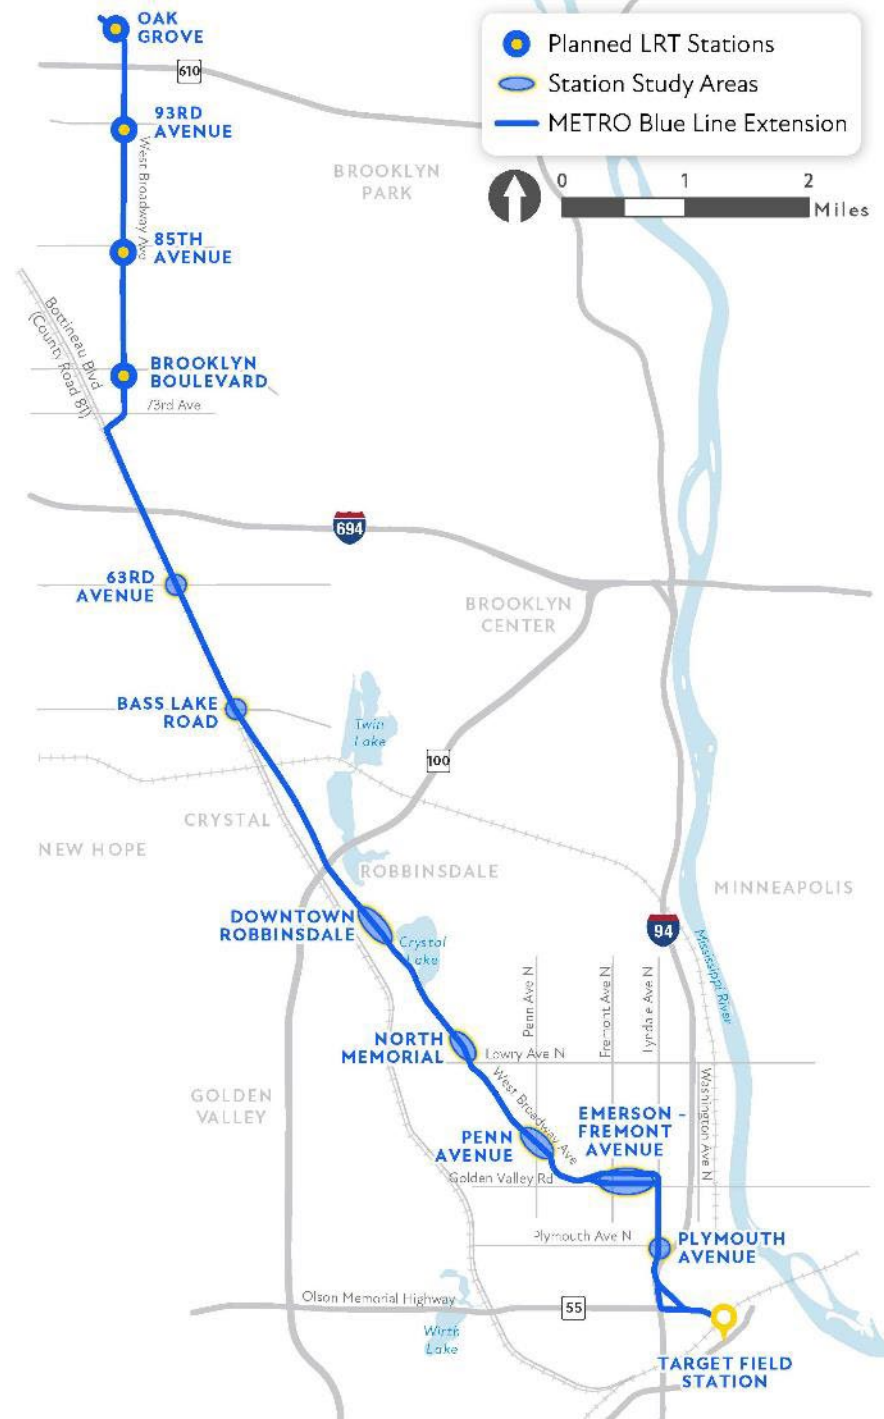 OAK
GROVE
Planned LRT Stations
Station Study Areas
METRO Blue Line Extension
610
93RD
AVENUE
West Broadway Ave
BROOKLYN
PARK
0 1 2
Miles
85TH
AVENUE
Bottineau Blvd
(County Road 81)
BROOKLYN
BOULEVARD
73rd Ave
694
63RD
AVENUE
BROOKLYN
CENTER
BASS LAKE
ROAD
Twin
Lake
100
CRYSTAL
NEW HOPE
ROBBINSDALE
MINNEAPOLIS
DOWNTOWN
ROBBINSDALE
Crystal
Lake
94
Mississippi River
Penn Ave N
Fremont Ave N
Lyndale Ave N
NORTH
MEMORIAL
Lowry Ave N
West Broadway Ave
Washington Ave N
GOLDEN
VALLEY
EMERSON -
FREMONT
AVENUE
PENN
AVENUE
Golden Valley Rd
Plymouth Ave N
PLYMOUTH
AVENUE
Olson Memorial Highway
55
Wirth
Lake
TARGET FIELD
STATION